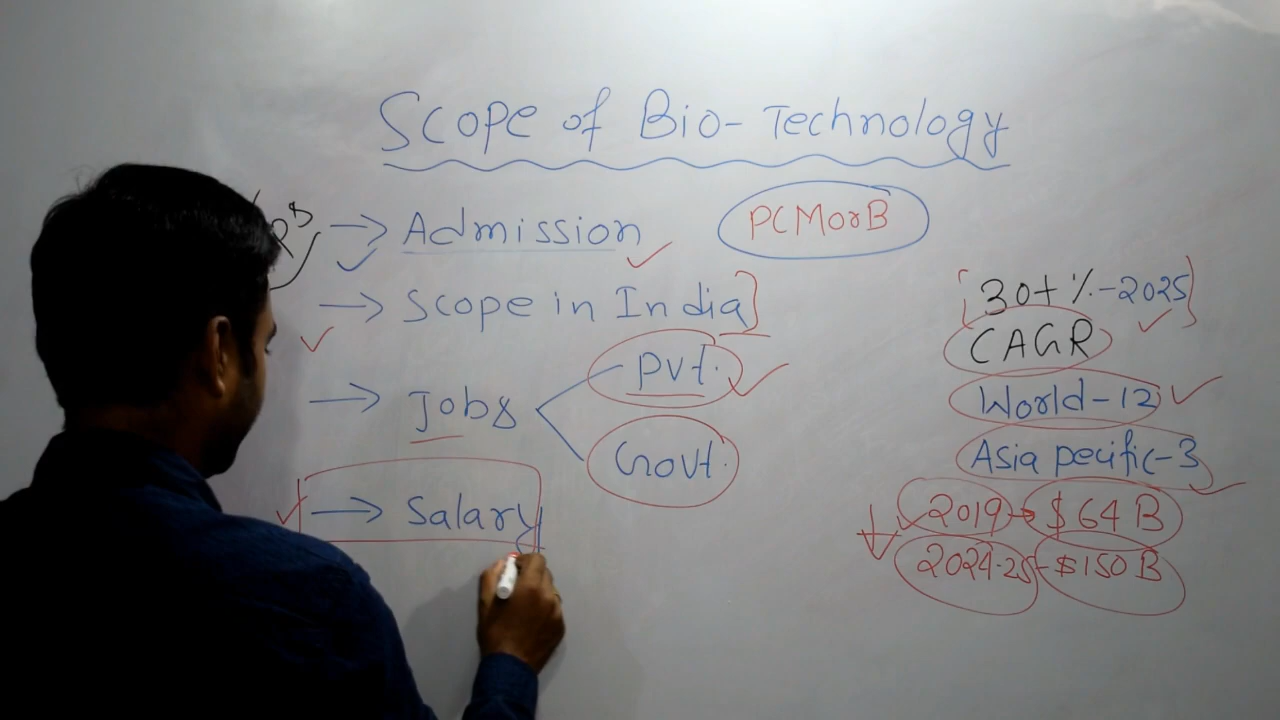 Scope of Bio-Technology
→ Admission
PCMorB
→ Scope in India
→ Jobs
Pvt.
Govt.
→ Salary
[30+%-2025]
CAGR
World-12
Asia pecific-3
2019→$64B
2024-25-$150B